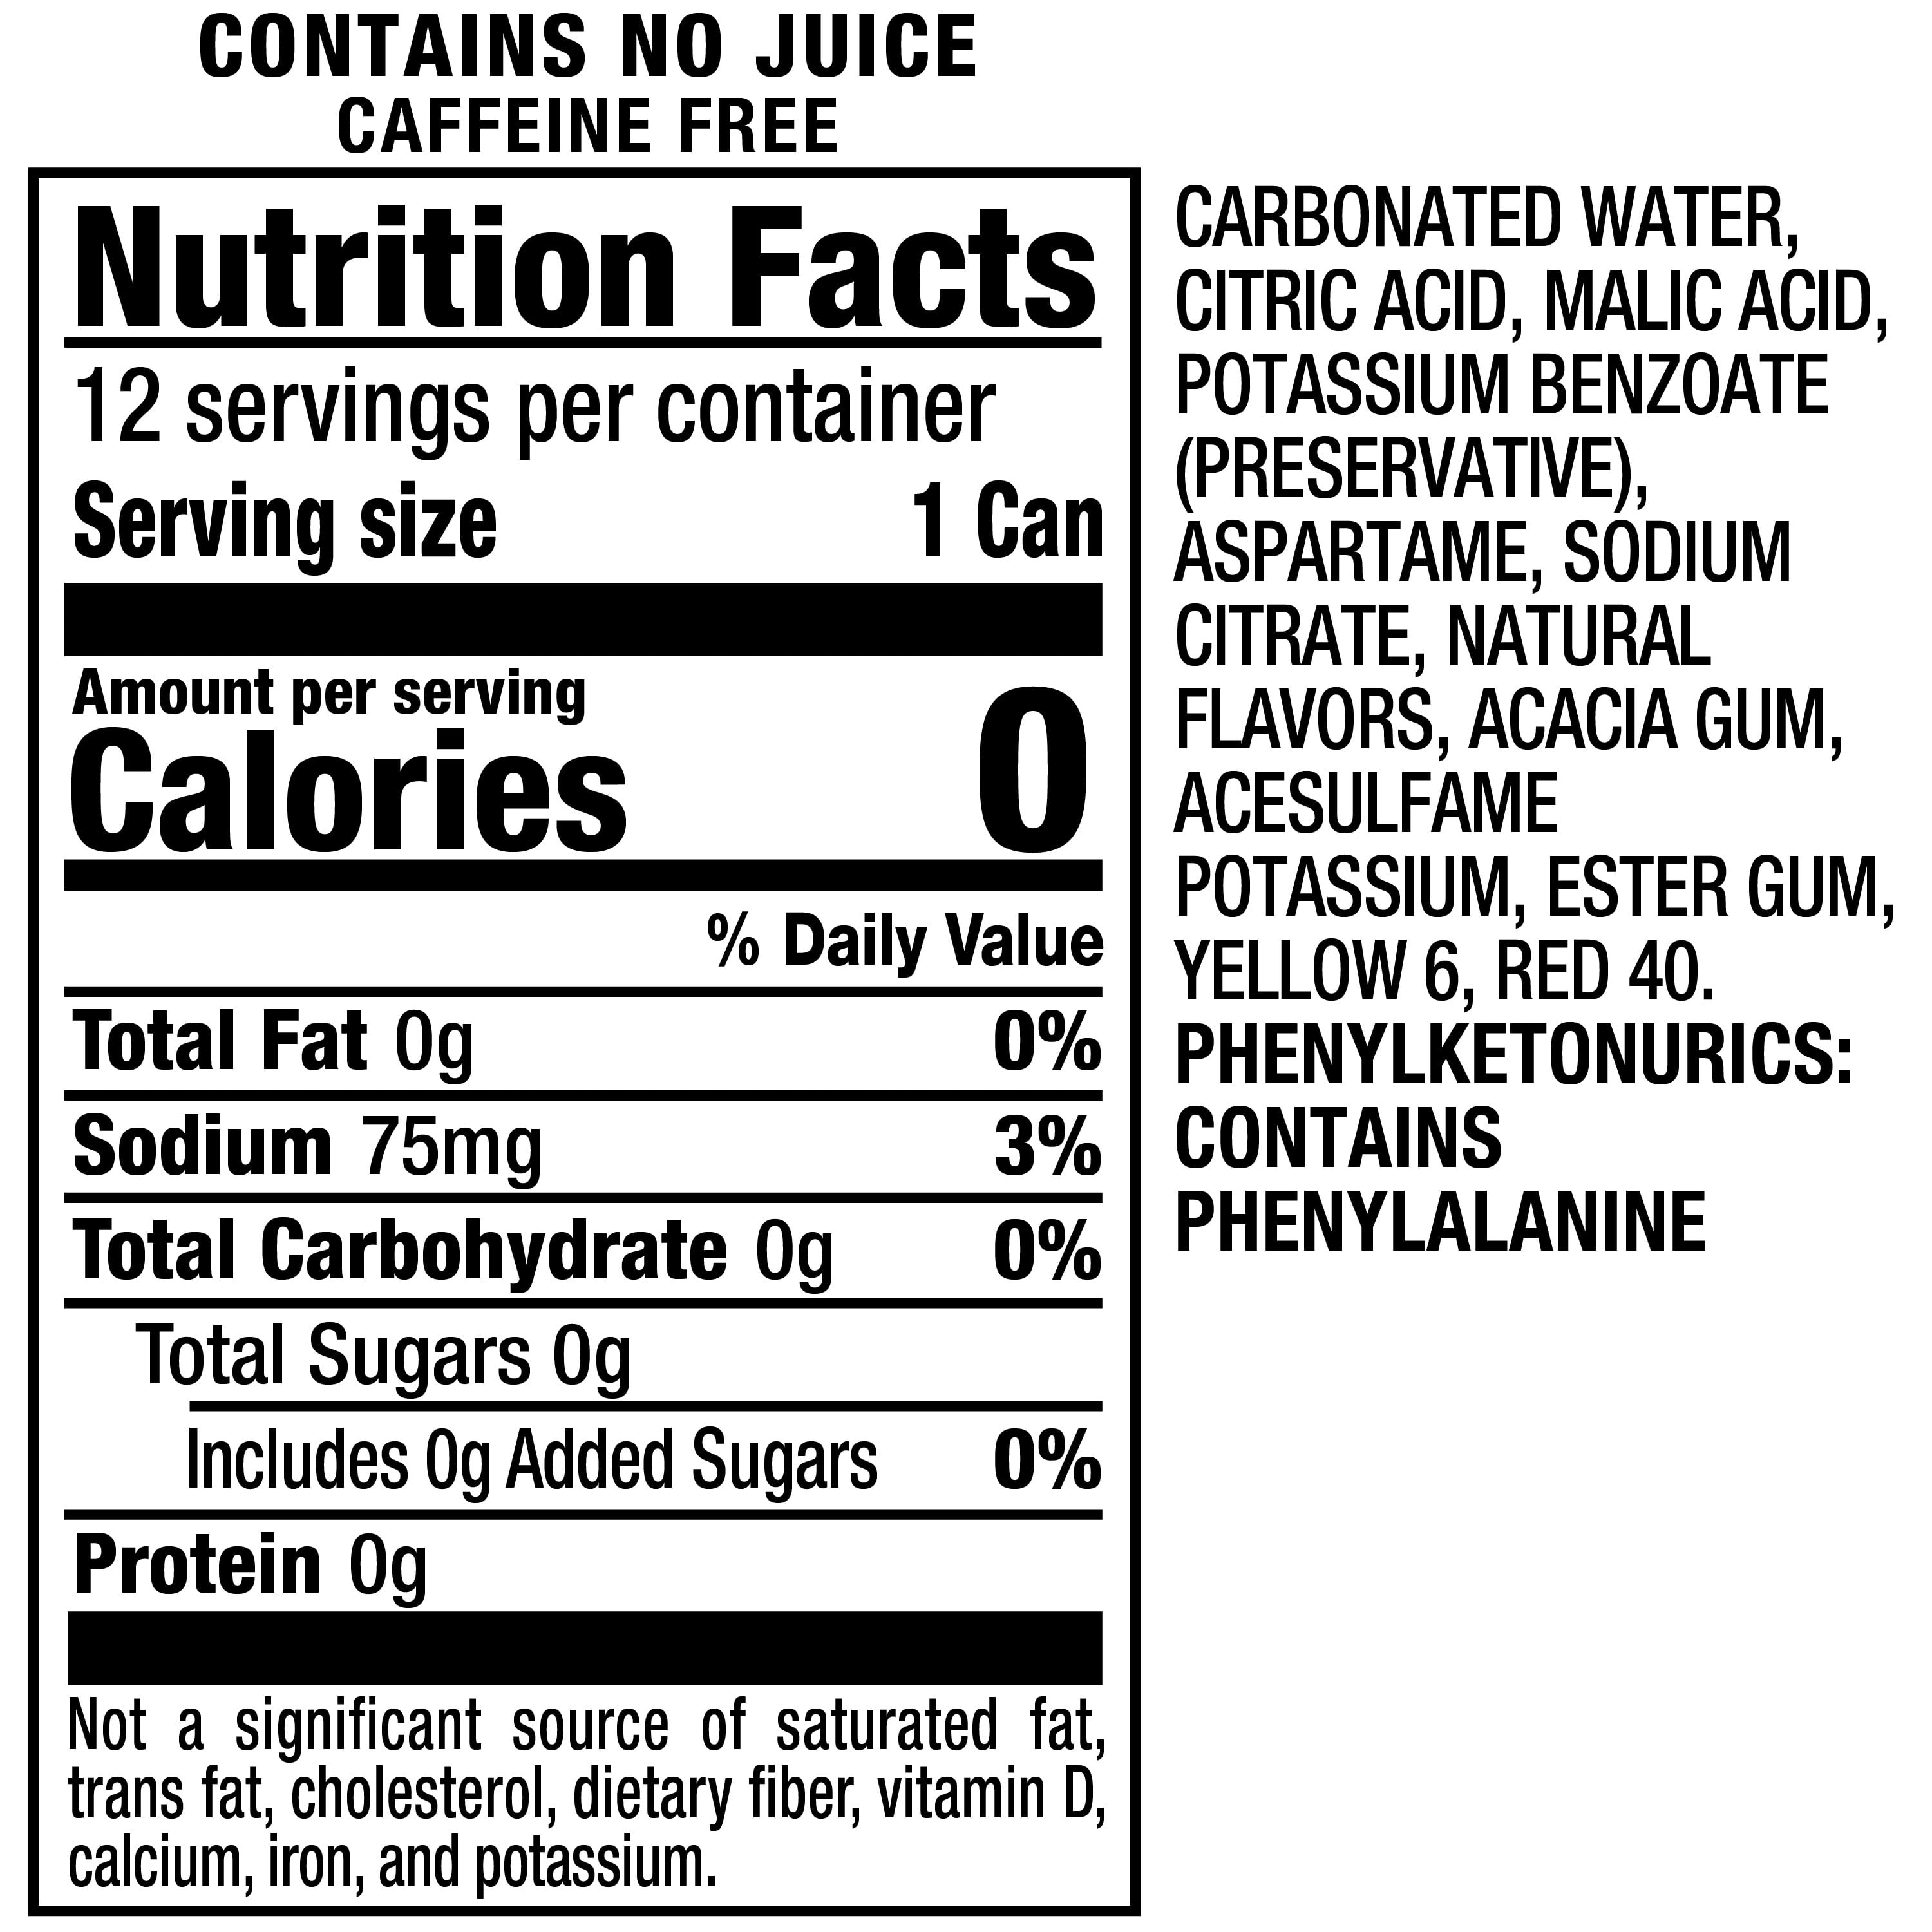 CONTAINS NO JUICE
CAFFEINE FREE
Nutrition Facts
12 servings per container
Serving size 1 Can
Amount per serving
Calories 0
% Daily Value
Total Fat 0g 0%
Sodium 75mg 3%
Total Carbohydrate 0g 0%
Total Sugars 0g
Includes 0g Added Sugars 0%
Protein 0g
Not a significant source of saturated fat,
trans fat, cholesterol, dietary fiber, vitamin D,
calcium, iron, and potassium.
CARBONATED WATER,
CITRIC ACID, MALIC ACID,
POTASSIUM BENZOATE
(PRESERVATIVE),
ASPARTAME, SODIUM
CITRATE, NATURAL
FLAVORS, ACACIA GUM,
ACESULFAME
POTASSIUM, ESTER GUM,
YELLOW 6, RED 40.
PHENYLKETONURICS:
CONTAINS
PHENYLALANINE